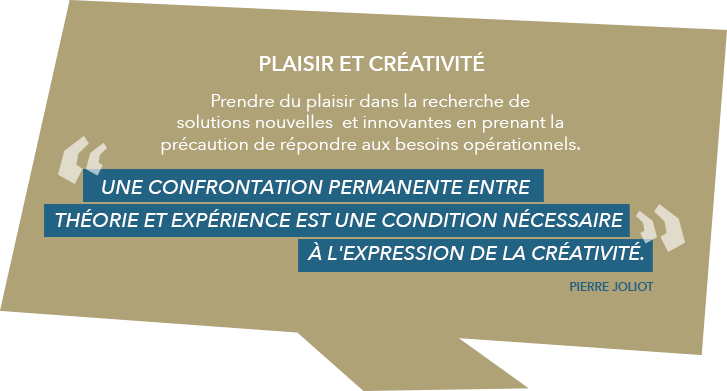 PLAISIR ET CRÉATIVITÉ
Prendre du plaisir dans la recherche de
solutions nouvelles et innovantes en prenant la
précaution de répondre aux besoins opérationnels.
“ UNE CONFRONTATION PERMANENTE ENTRE
THÉORIE ET EXPÉRIENCE EST UNE CONDITION NÉCESSAIRE
À L'EXPRESSION DE LA CRÉATIVITÉ. ”
PIERRE JOLIOT